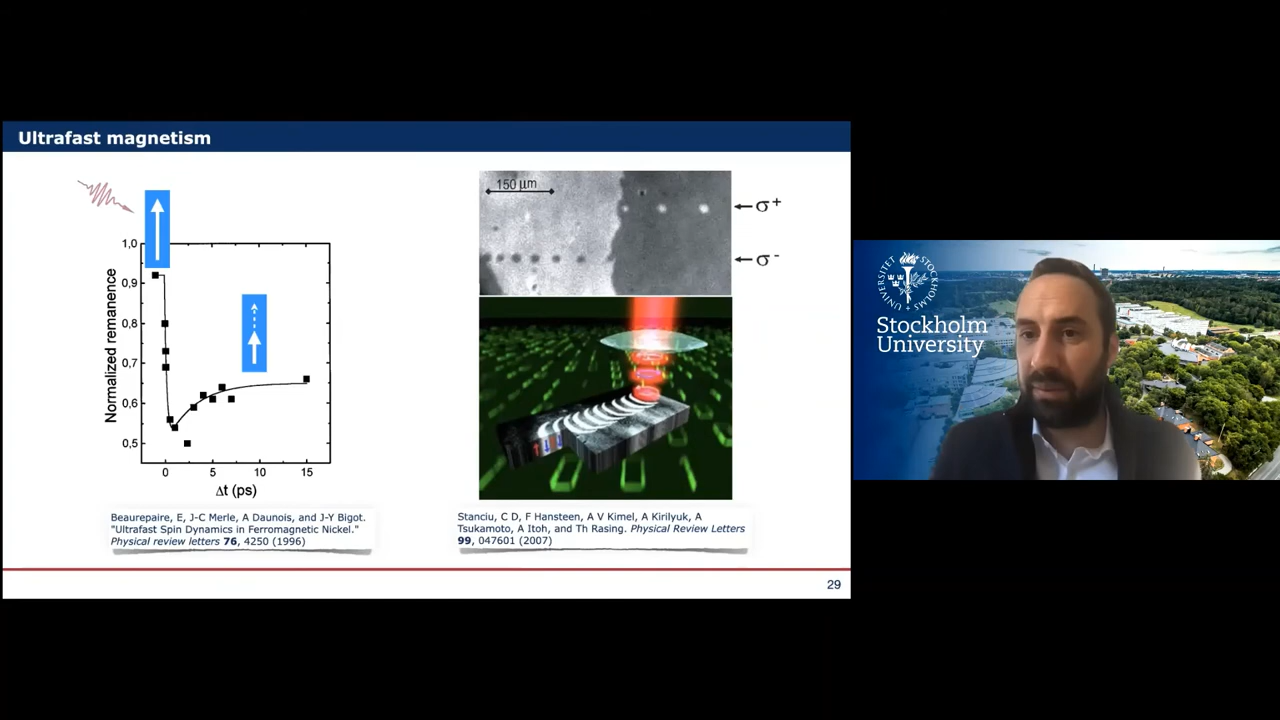 Ultrafast magnetism
Normalized remanence
1,0
0,9
0,8
0,7
0,6
0,5
0
5
10
15
Δt (ps)
Beaurepaire, E, J-C Merle, A Daunois, and J-Y Bigot.
"Ultrafast Spin Dynamics in Ferromagnetic Nickel."
Physical review letters 76, 4250 (1996)
150 μm
σ+
σ-
Stanciu, C D, F Hansteen, A V Kimel, A Kirilyuk, A
Tsukamoto, A Itoh, and Th Rasing. Physical Review Letters
99, 047601 (2007)
29
STOCKHOLMS
UNIVERSITET
Stockholm
University